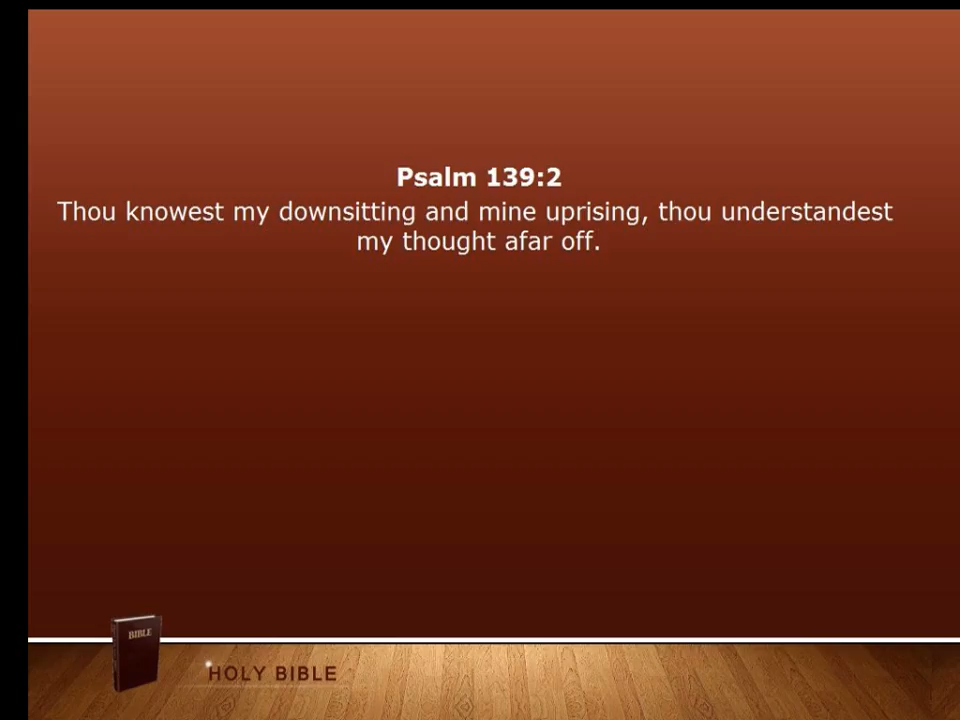 Psalm 139:2
Thou knowest my downsitting and mine uprising, thou understandest
my thought afar off.
BIBLE
HOLY BIBLE